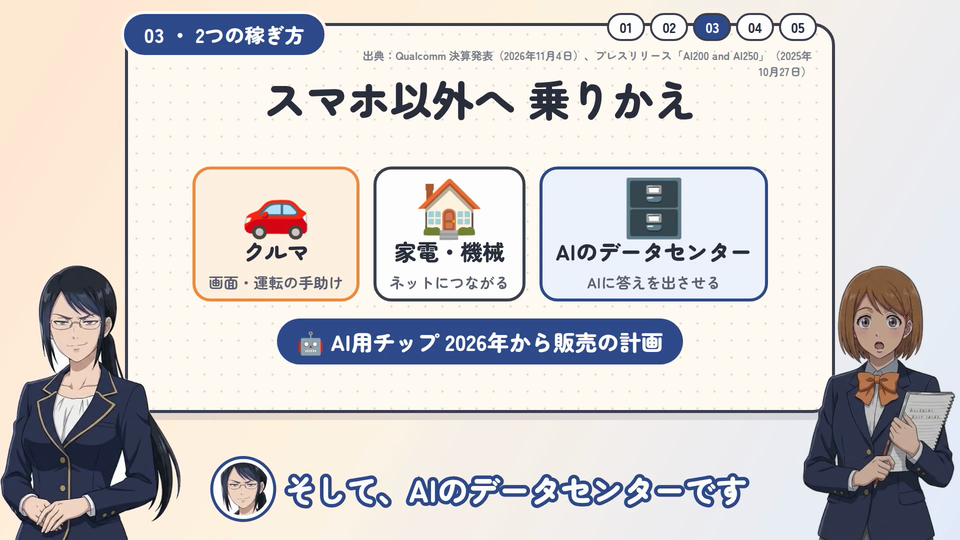 03 ・ 2つの稼ぎ方
01 02 03 04 05
出典：Qualcomm 決算発表（2026年11月4日）、プレスリリース「AI200 and AI250」（2025年
10月27日）
スマホ以外へ 乗りかえ
クルマ
画面・運転の手助け
家電・機械
ネットにつながる
AIのデータセンター
AIに答えを出させる
AI用チップ 2026年から販売の計画
そして、AIのデータセンターです